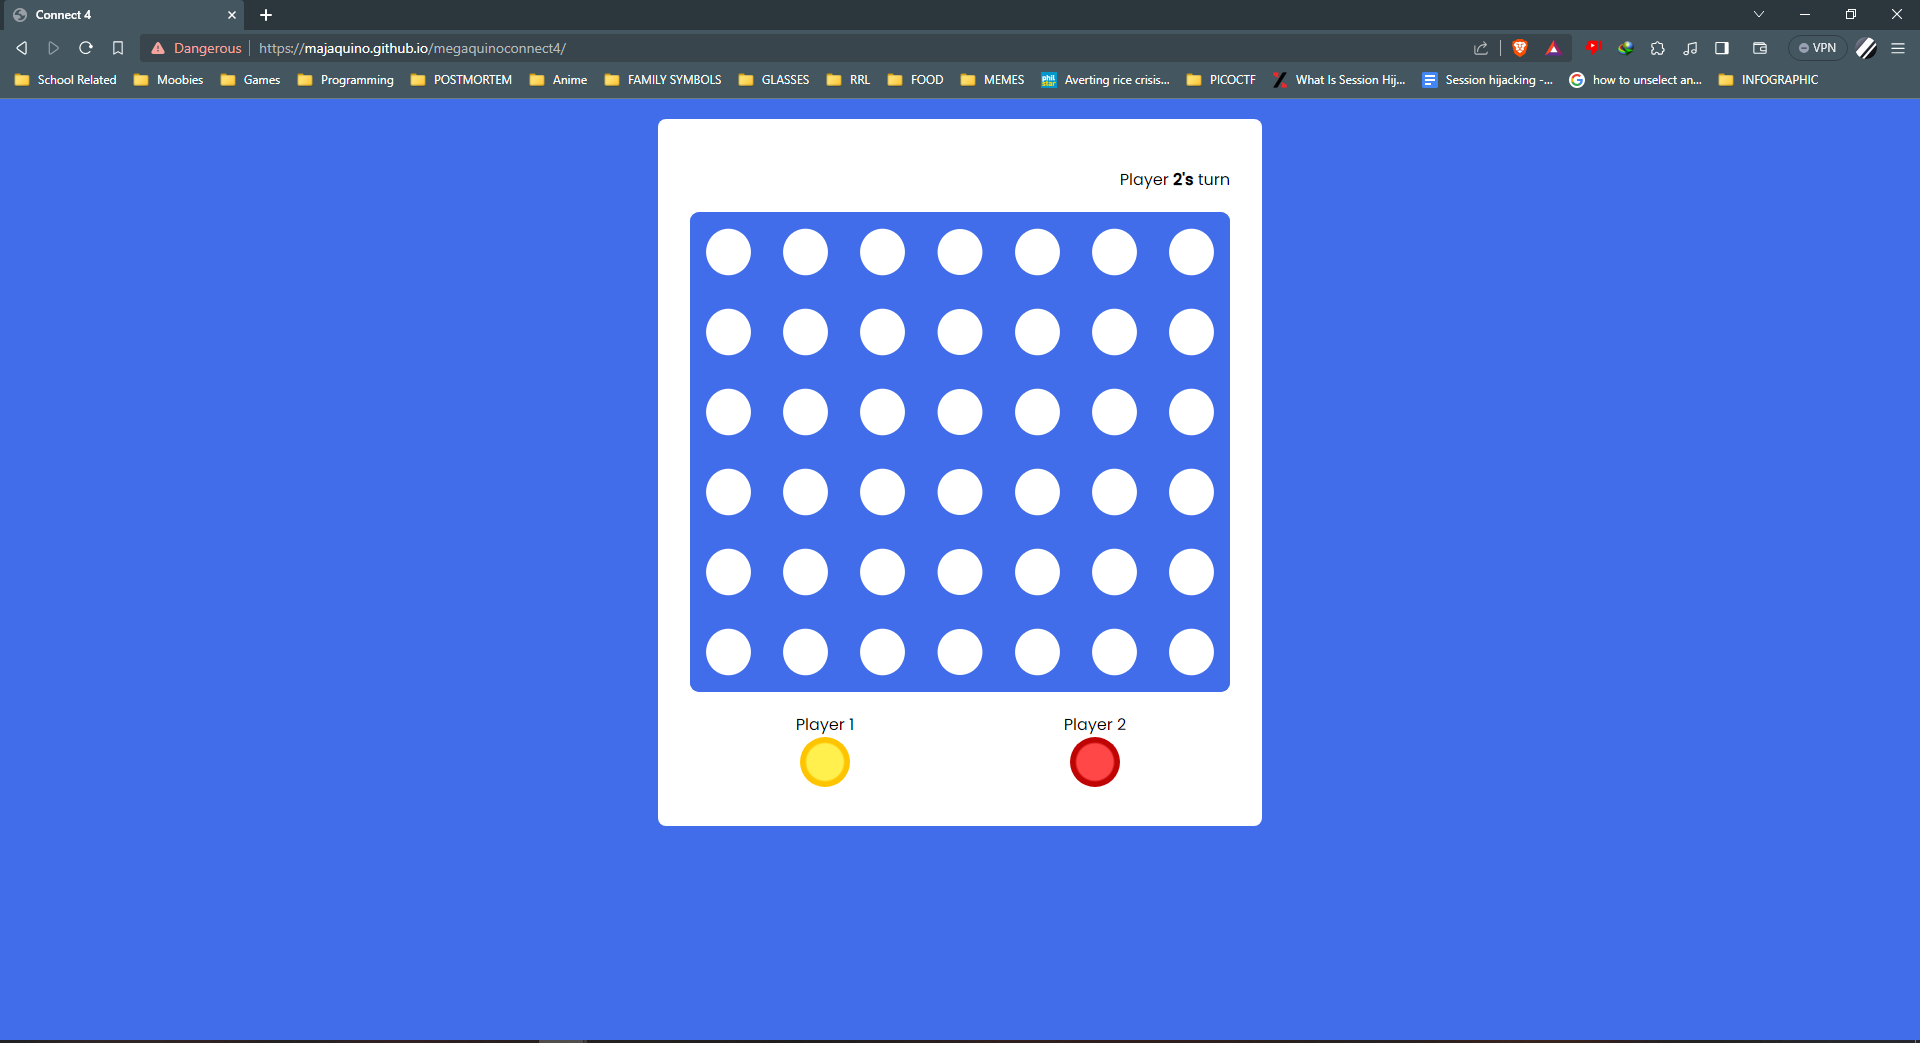 Connect 4
Dangerous https://majaquino.github.io/megaquinoconnect4/ VPN
School Related Moobies Games Programming POSTMORTEM Anime FAMILY SYMBOLS GLASSES RRL FOOD MEMES phil star Averting rice crisis... PICOCTF What Is Session Hij... Session hijacking -... how to unselect an... INFOGRAPHIC
Player 2's turn
Player 1 Player 2